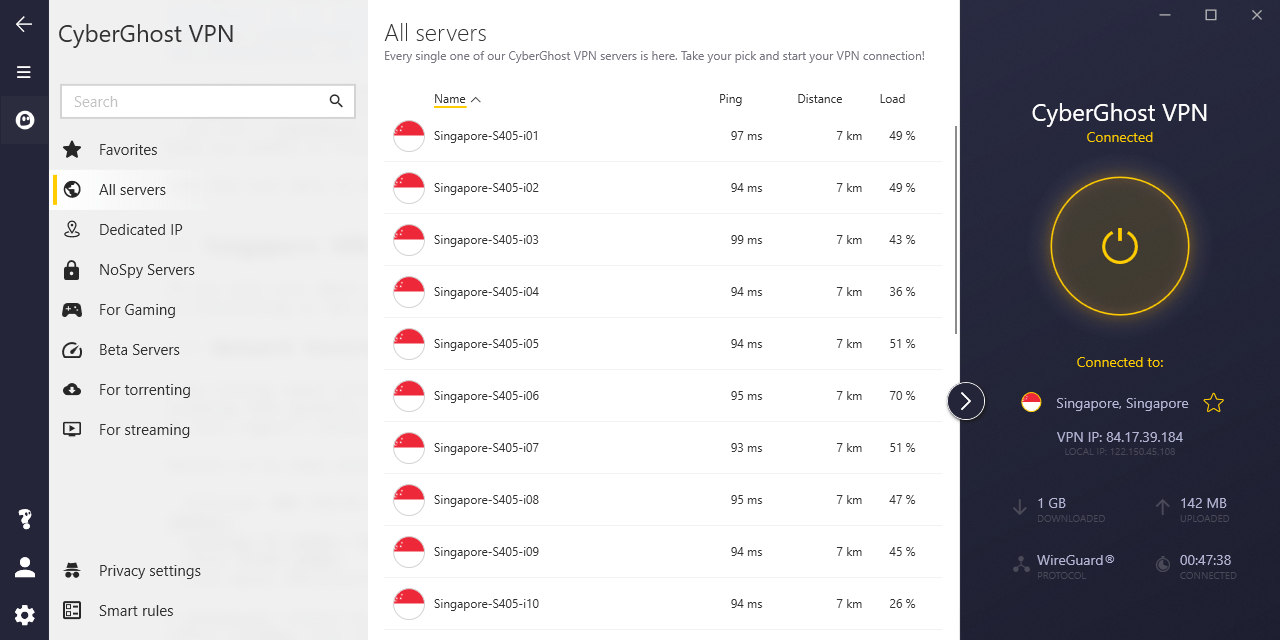 CyberGhost VPN
Search
Favorites
All servers
Dedicated IP
NoSpy Servers
For Gaming
Beta Servers
For torrenting
For streaming
Privacy settings
Smart rules
All servers
Every single one of our CyberGhost VPN servers is here. Take your pick and start your VPN connection!
Name Ping Distance Load
Singapore-S405-i01 97 ms 7 km 49 %
Singapore-S405-i02 94 ms 7 km 49 %
Singapore-S405-i03 99 ms 7 km 43 %
Singapore-S405-i04 94 ms 7 km 36 %
Singapore-S405-i05 94 ms 7 km 51 %
Singapore-S405-i06 95 ms 7 km 70 %
Singapore-S405-i07 93 ms 7 km 51 %
Singapore-S405-i08 95 ms 7 km 47 %
Singapore-S405-i09 94 ms 7 km 45 %
Singapore-S405-i10 94 ms 7 km 26 %
CyberGhost VPN
Connected
Connected to:
Singapore, Singapore
VPN IP: 84.17.39.184
LOCAL IP: 122.150.45.108
1 GB 142 MB
DOWNLOADED UPLOADED
WireGuard® 00:47:38
PROTOCOL CONNECTED